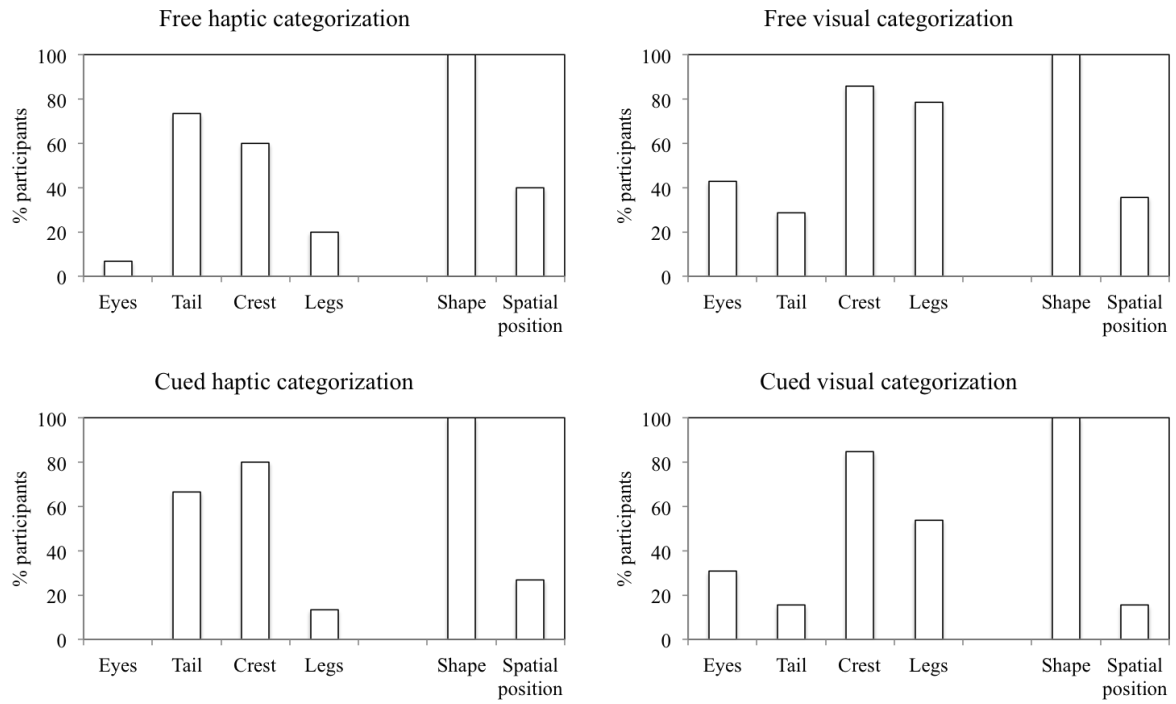 Free haptic categorization
% participants
100
80
60
40
20
0
Eyes Tail Crest Legs Shape Spatial
position
Free visual categorization
% participants
100
80
60
40
20
0
Eyes Tail Crest Legs Shape Spatial
position
Cued haptic categorization
% participants
100
80
60
40
20
0
Eyes Tail Crest Legs Shape Spatial
position
Cued visual categorization
% participants
100
80
60
40
20
0
Eyes Tail Crest Legs Shape Spatial
position